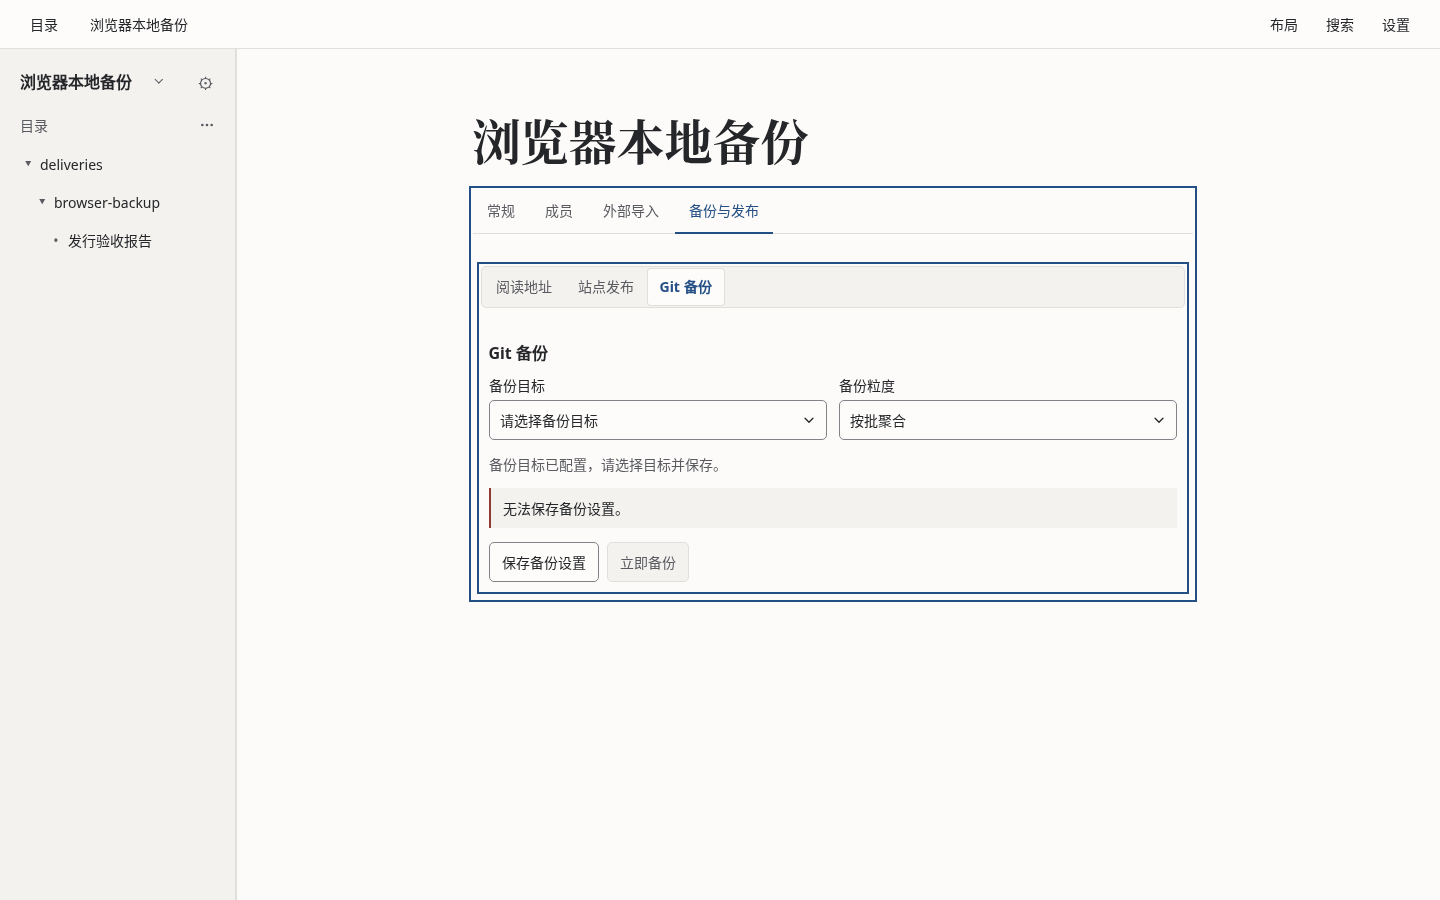 目录 浏览器本地备份 布局 搜索 设置
浏览器本地备份
目录
deliveries
browser-backup
发行验收报告
浏览器本地备份
常规 成员 外部导入 备份与发布
阅读地址 站点发布 Git 备份
Git 备份
备份目标 备份粒度
请选择备份目标 按批聚合
备份目标已配置，请选择目标并保存。
无法保存备份设置。
保存备份设置 立即备份